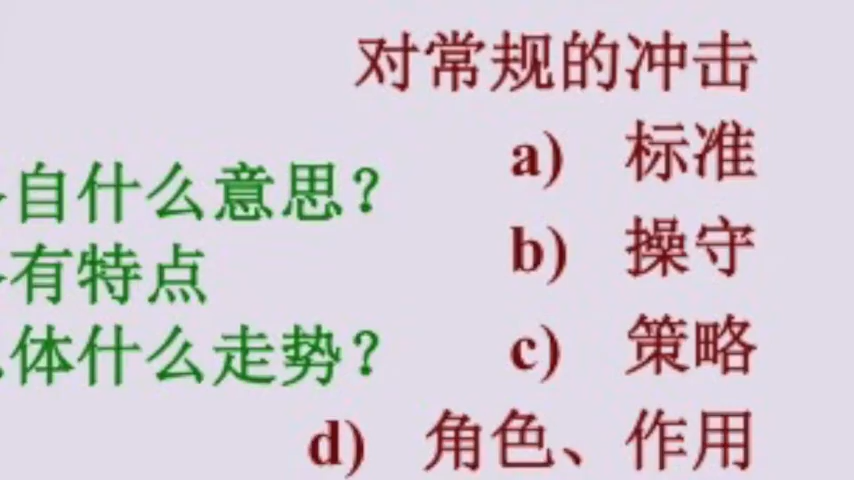 对常规的冲击
a) 标准
自什么意思？
b) 操守
有特点
c) 策略
体什么走势？
d) 角色、作用